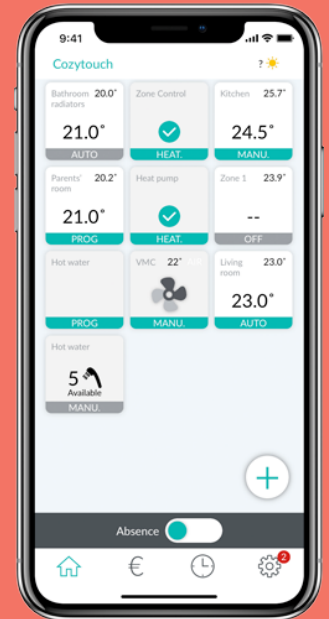 9:41
Cozytouch
?
Bathroom radiators 20.0°
21.0°
AUTO
Zone Control
HEAT.
Kitchen 25.7°
24.5°
MANU.
Parents' room 20.2°
21.0°
PROG
Heat pump
HEAT.
Zone 1 23.9°
--
OFF
Hot water
PROG
VMC 22°
MANU.
Living room 23.0°
23.0°
AUTO
Hot water
5
Available
MANU.
+
Absence
€
2